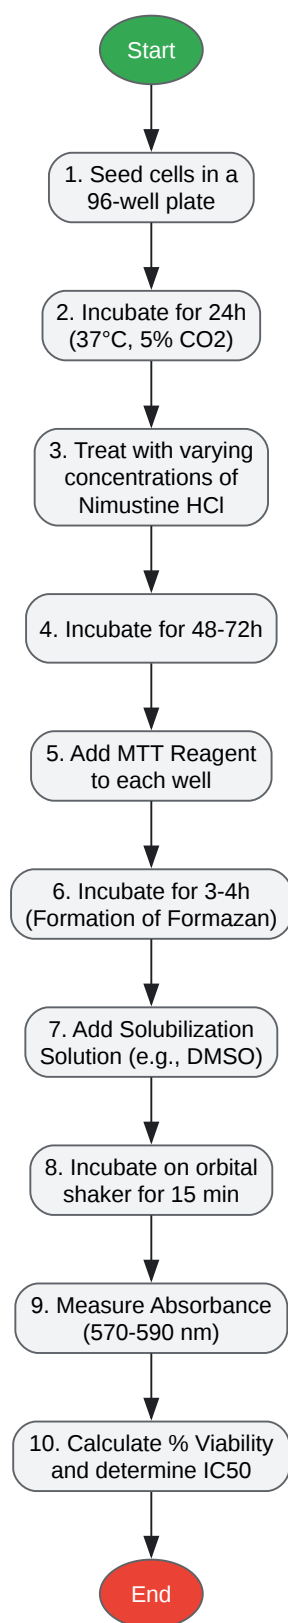 Start
1. Seed cells in a
96-well plate
2. Incubate for 24h
(37°C, 5% CO2)
3. Treat with varying
concentrations of
Nimustine HCl
4. Incubate for 48-72h
5. Add MTT Reagent
to each well
6. Incubate for 3-4h
(Formation of Formazan)
7. Add Solubilization
Solution (e.g., DMSO)
8. Incubate on orbital
shaker for 15 min
9. Measure Absorbance
(570-590 nm)
10. Calculate % Viability
and determine IC50
End